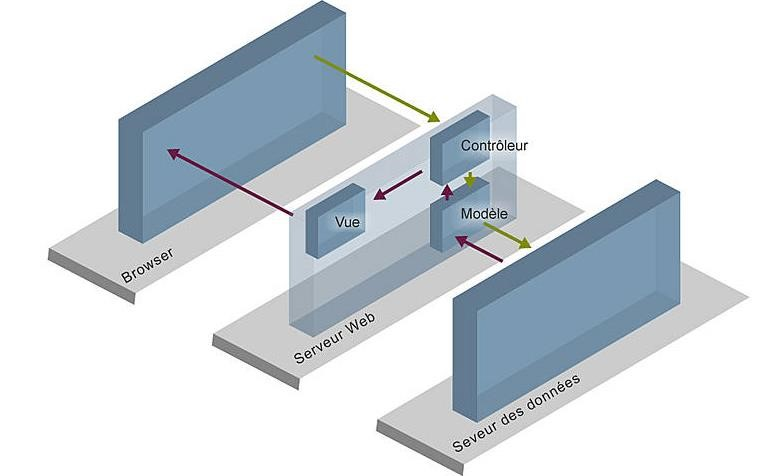 Contrôleur
Vue
Modèle
Browser
Serveur Web
Seveur des données